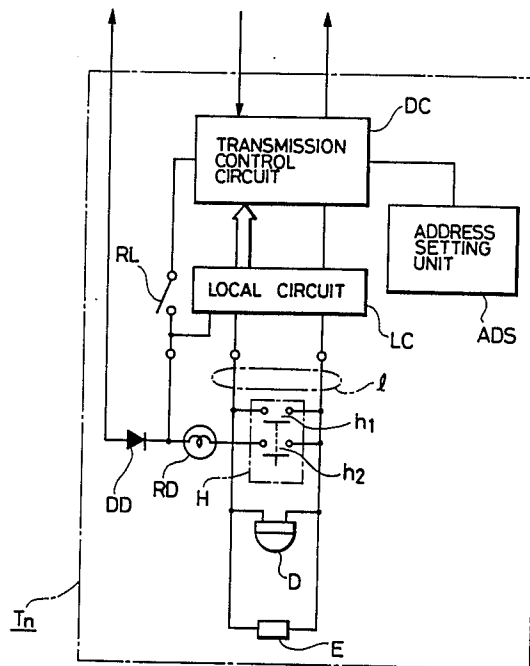 DC
TRANSMISSION
CONTROL
CIRCUIT
ADDRESS
SETTING
UNIT
RL
LOCAL CIRCUIT
LC
ADS
l
h1
h2
DD
RD
H
D
Tn
E